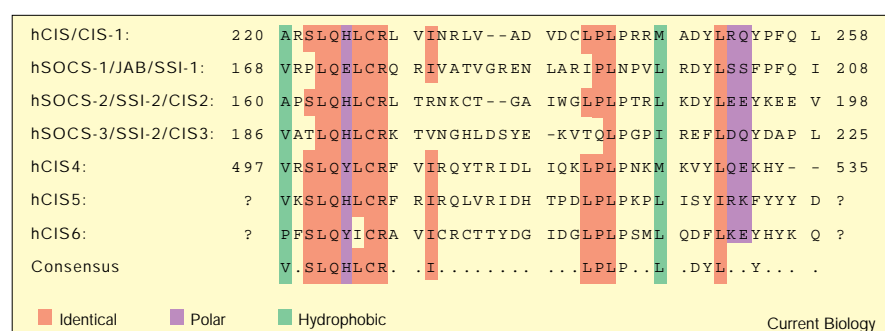 hCIS/CIS-1: 220 ARSLQHLCRL VINRLV--AD VDCLPLPRRM ADYLRQYPFQ L 258
hSOCS-1/JAB/SSI-1: 168 VRPLQELCRQ RIVATVGREN LARIPLNPVL RDYLSSFPFQ I 208
hSOCS-2/SSI-2/CIS2: 160 APSLQHLCRL TRNKCT--GA IWGLPLPTRL KDYLEEYKEE V 198
hSOCS-3/SSI-2/CIS3: 186 VATLQHLCRK TVNGHLDSYE -KVTQLPGPI REFLDQYDAP L 225
hCIS4: 497 VRSLQYLCRF VIRQYTRIDL IQKLPLPNKM KVYLQEKHY- - 535
hCIS5: ? VKSLQHLCRF RIRQLVRIDH TPDLPLPKPL ISYIRKFYYY D ?
hCIS6: ? PFSLQYICRA VICRCTTYDG IDGLPLPSML QDFLKEYHYK Q ?
Consensus V.SLQHLCR. .I........ ...LPLP..L .DYL..Y... .
Identical Polar Hydrophobic Current Biology